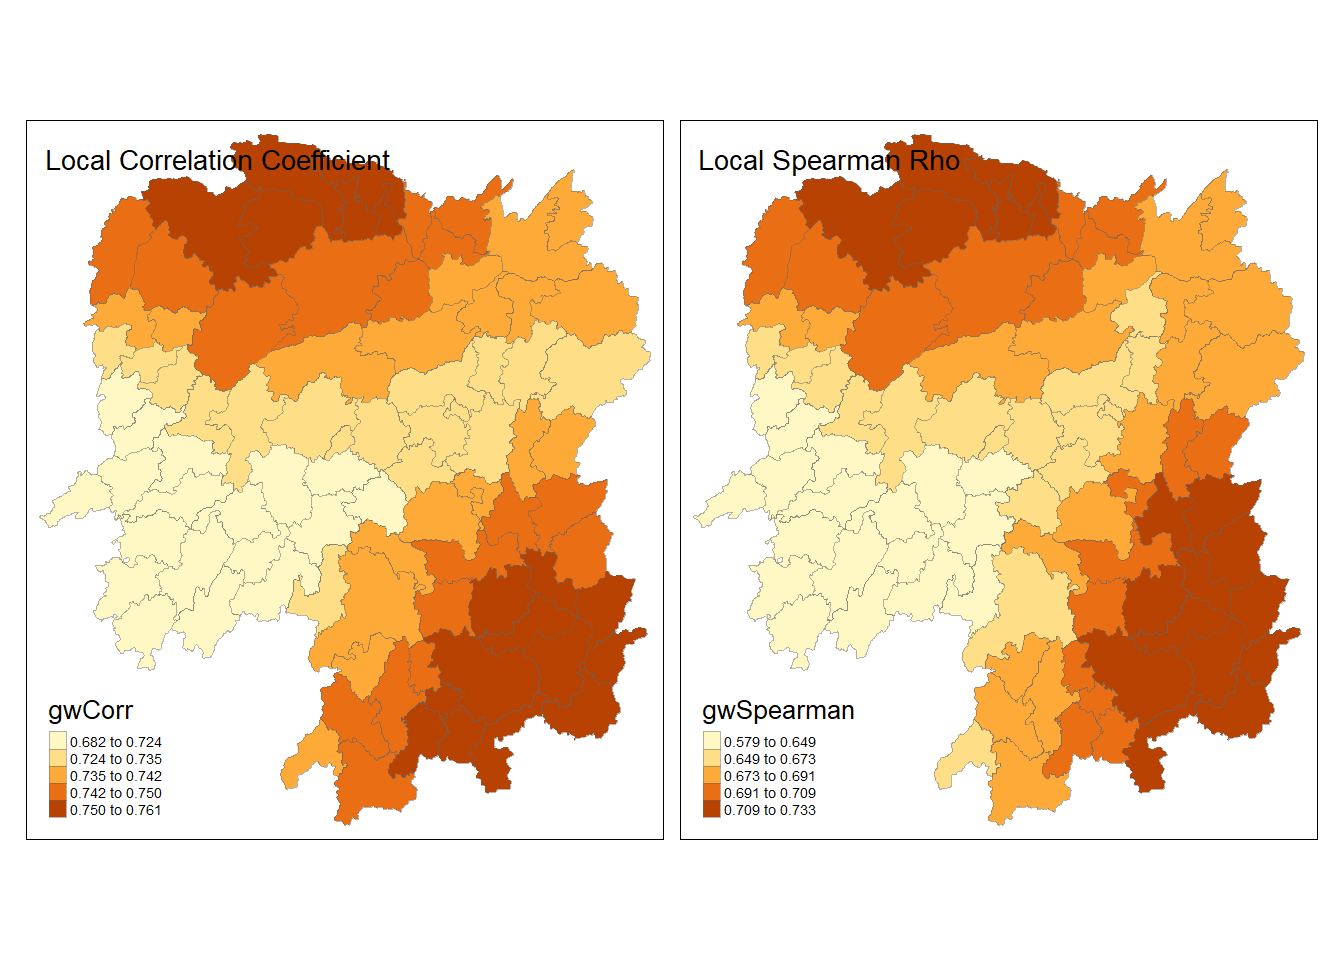 Local Correlation Coefficient
gwCorr
0.682 to 0.724
0.724 to 0.735
0.735 to 0.742
0.742 to 0.750
0.750 to 0.761
Local Spearman Rho
gwSpearman
0.579 to 0.649
0.649 to 0.673
0.673 to 0.691
0.691 to 0.709
0.709 to 0.733